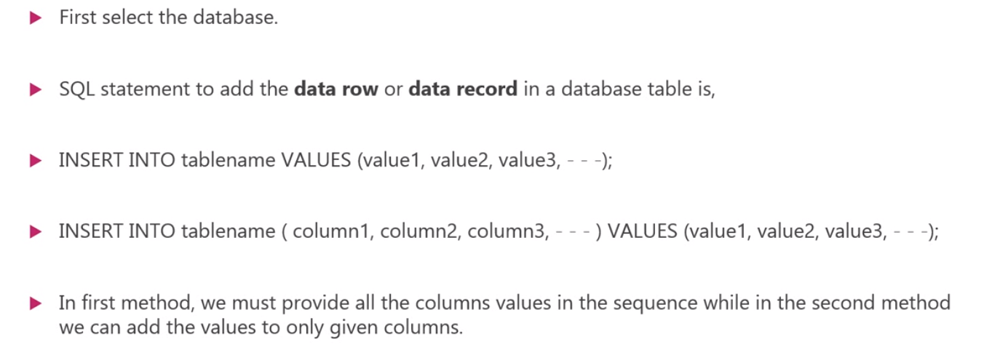 First select the database.
SQL statement to add the data row or data record in a database table is,
INSERT INTO tablename VALUES (value1, value2, value3, - - -);
INSERT INTO tablename ( column1, column2, column3, - - - ) VALUES (value1, value2, value3, - - -);
In first method, we must provide all the columns values in the sequence while in the second method
we can add the values to only given columns.